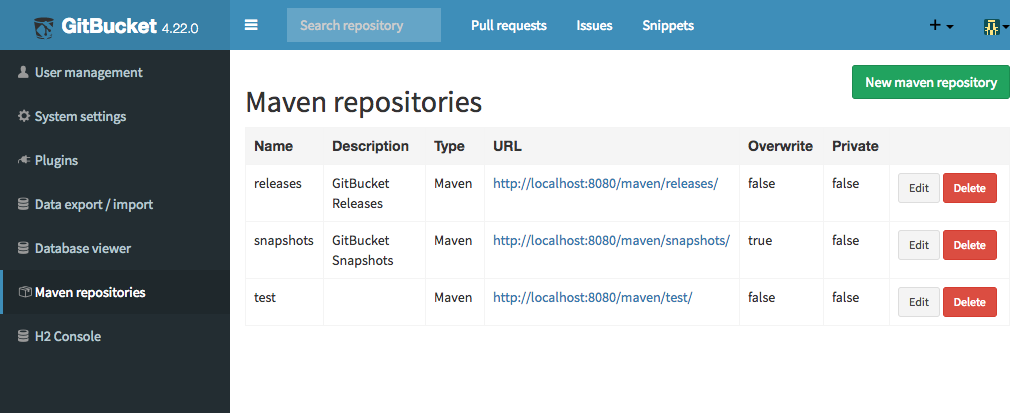 GitBucket 4.22.0
Search repository
Pull requests
Issues
Snippets
User management
System settings
Plugins
Data export / import
Database viewer
Maven repositories
H2 Console
New maven repository
Maven repositories
Name Description Type URL Overwrite Private
releases GitBucket Maven http://localhost:8080/maven/releases/ false false Edit Delete
Releases
snapshots GitBucket Maven http://localhost:8080/maven/snapshots/ true false Edit Delete
Snapshots
test Maven http://localhost:8080/maven/test/ false false Edit Delete